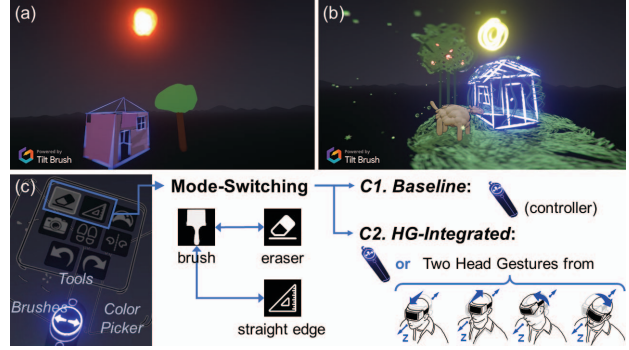 (a)
Powered by
Tilt Brush
(b)
Powered by
Tilt Brush
(c)
Tools
Brushes
Color
Picker
Mode-Switching
brush
eraser
straight edge
C1. Baseline:
(controller)
C2. HG-Integrated:
or Two Head Gestures from
Z
Z
Z
Z